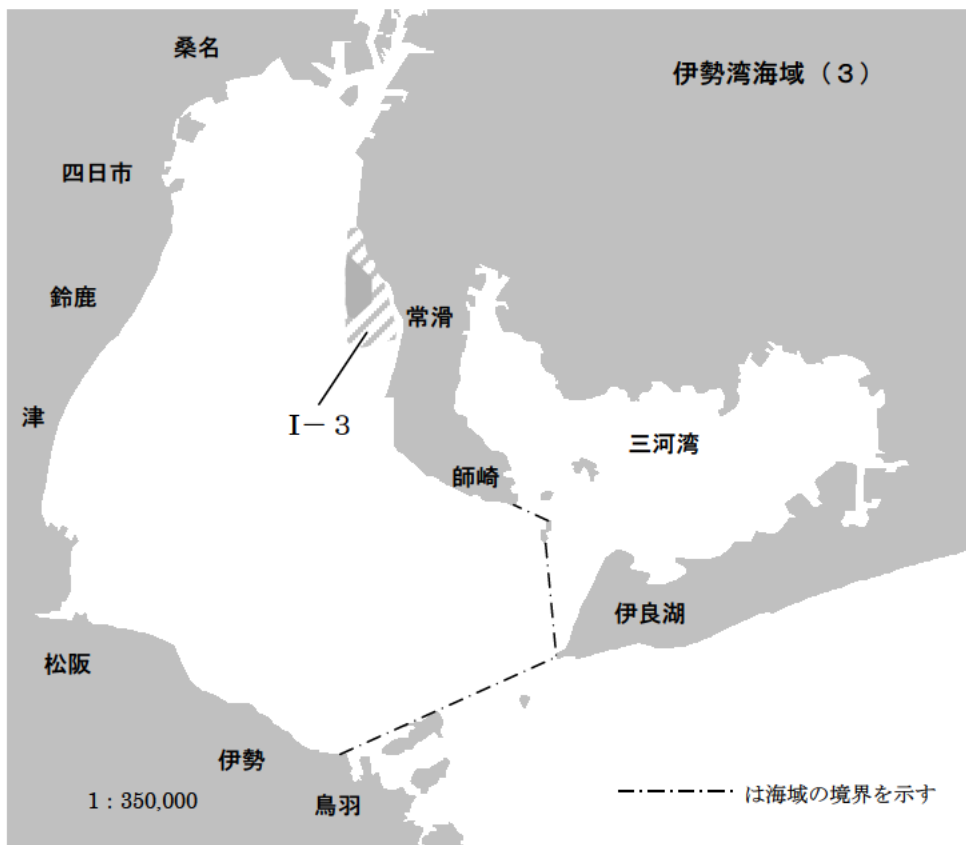 桑名
伊勢湾海域（３）
四日市
鈴鹿
常滑
津
Ⅰ－３
三河湾
師崎
伊良湖
松阪
伊勢
1：350,000
鳥羽
は海域の境界を示す